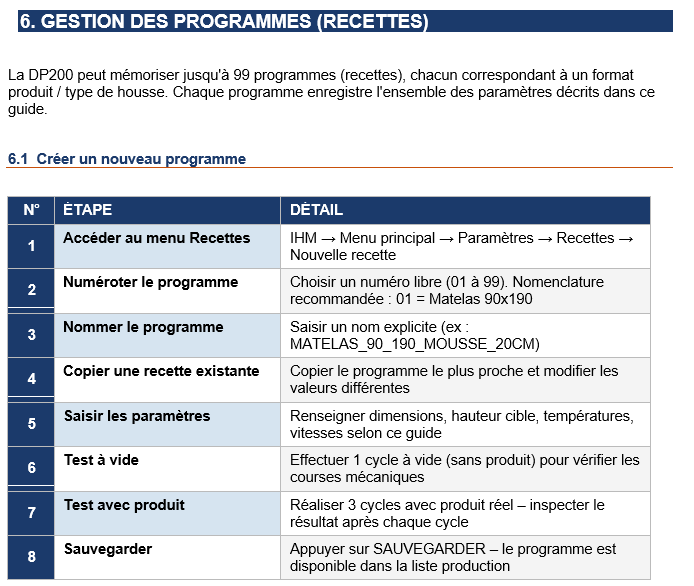 6. GESTION DES PROGRAMMES (RECETTES)
La DP200 peut mémoriser jusqu'à 99 programmes (recettes), chacun correspondant à un format
produit / type de housse. Chaque programme enregistre l'ensemble des paramètres décrits dans ce
guide.
6.1 Créer un nouveau programme
N° ÉTAPE DÉTAIL
1 Accéder au menu Recettes IHM → Menu principal → Paramètres → Recettes →
Nouvelle recette
2 Numéroter le programme Choisir un numéro libre (01 à 99). Nomenclature
recommandée : 01 = Matelas 90x190
3 Nommer le programme Saisir un nom explicite (ex :
MATELAS_90_190_MOUSSE_20CM)
4 Copier une recette existante Copier le programme le plus proche et modifier les
valeurs différentes
5 Saisir les paramètres Renseigner dimensions, hauteur cible, températures,
vitesses selon ce guide
6 Test à vide Effectuer 1 cycle à vide (sans produit) pour vérifier les
courses mécaniques
7 Test avec produit Réaliser 3 cycles avec produit réel – inspecter le
résultat après chaque cycle
8 Sauvegarder Appuyer sur SAUVEGARDER – le programme est
disponible dans la liste production